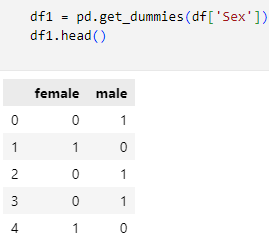 df1 = pd.get_dummies(df['Sex'])
df1.head()
female male
0 0 1
1 1 0
2 0 1
3 0 1
4 1 0